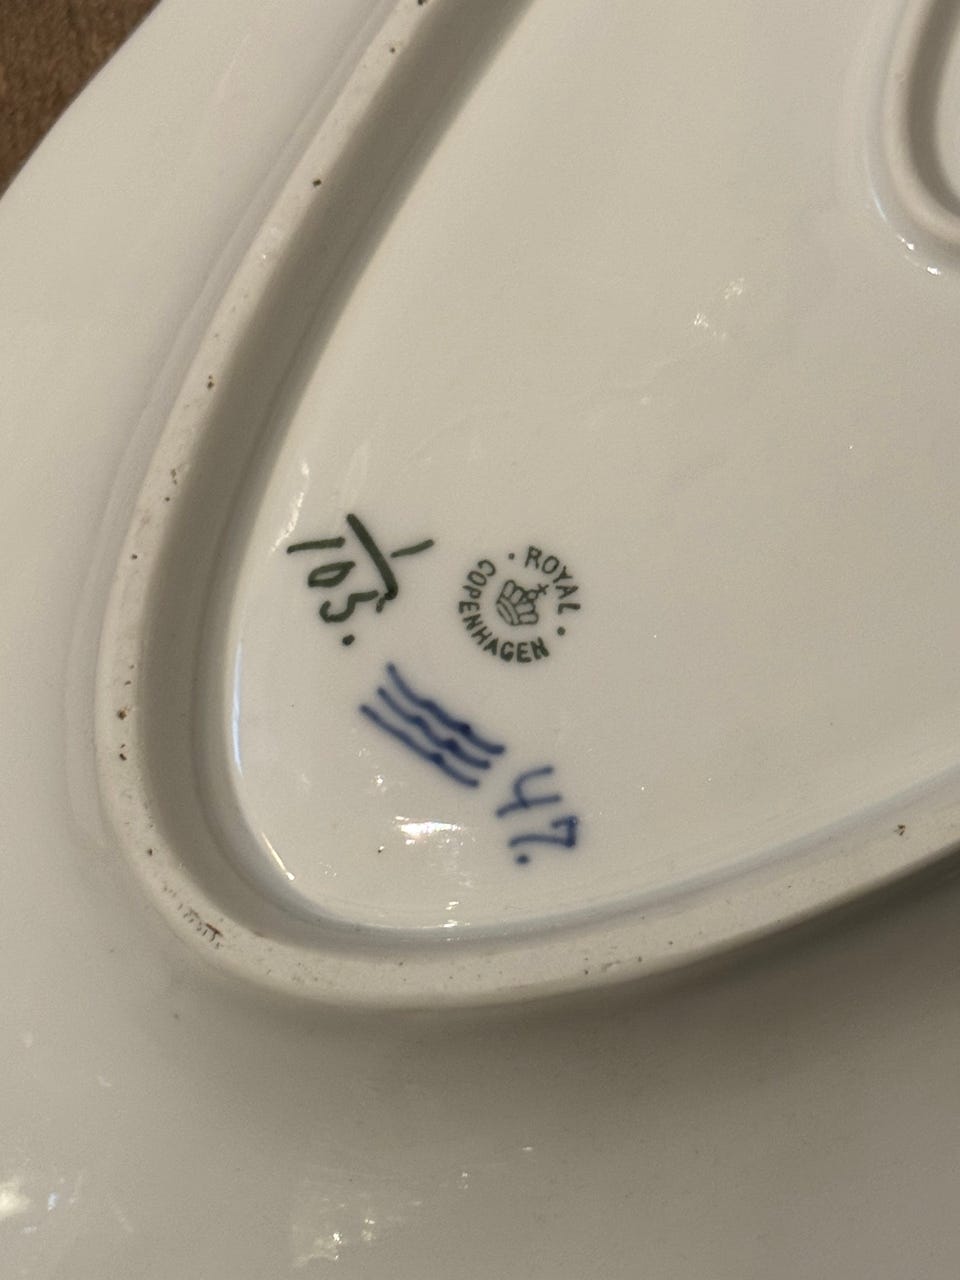 1
103.
ROYAL
COPENHAGEN
47.